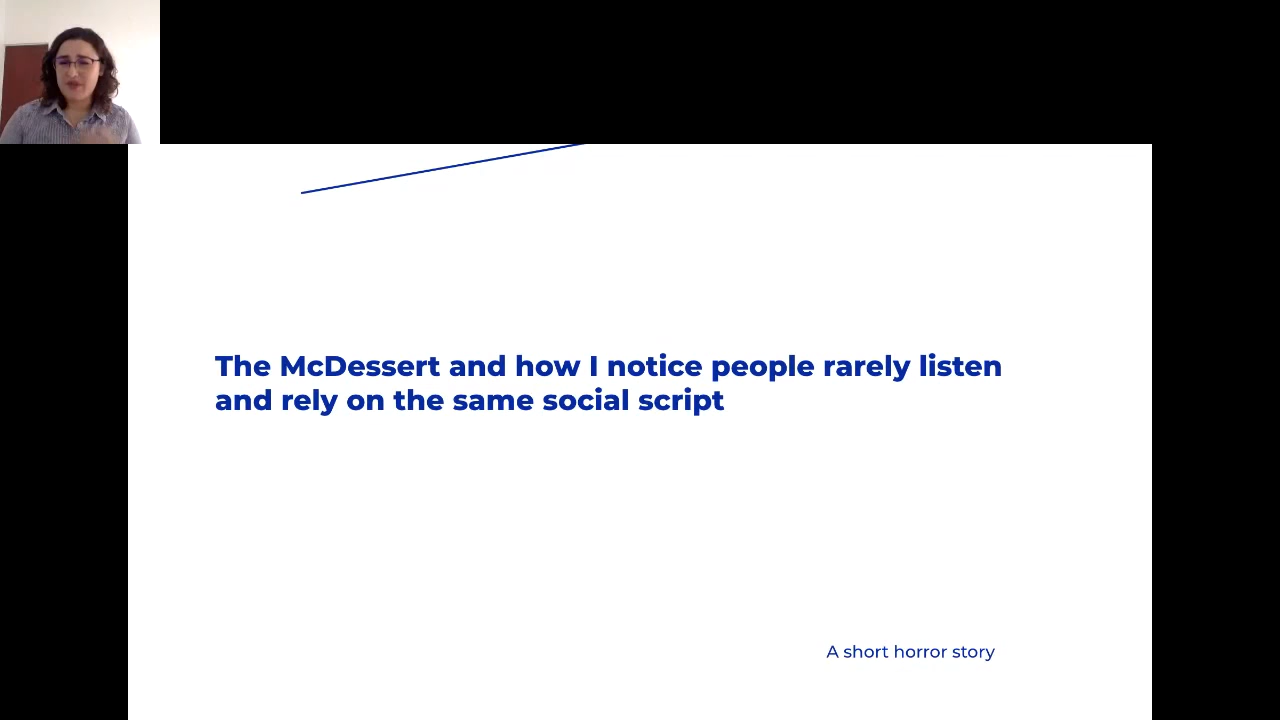 The McDessert and how I notice people rarely listen
and rely on the same social script
A short horror story